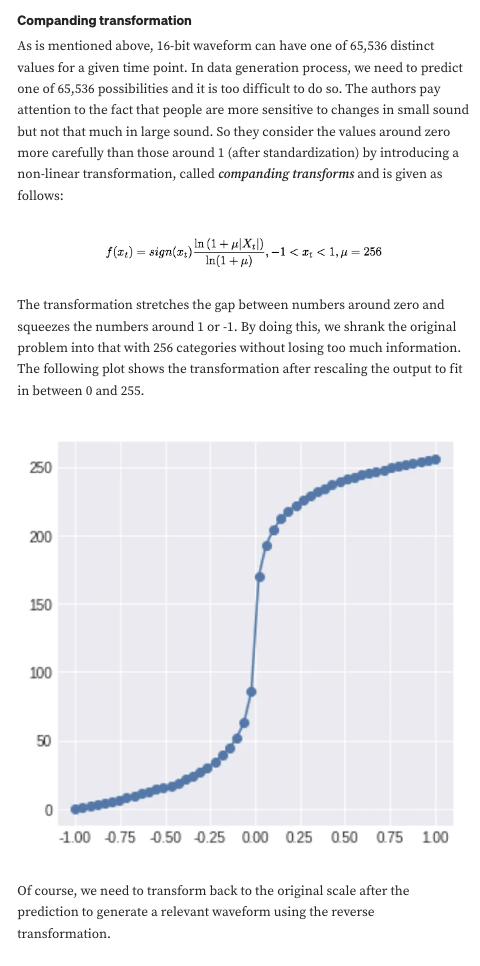 Companding transformation
As is mentioned above, 16-bit waveform can have one of 65,536 distinct
values for a given time point. In data generation process, we need to predict
one of 65,536 possibilities and it is too difficult to do so. The authors pay
attention to the fact that people are more sensitive to changes in small sound
but not that much in large sound. So they consider the values around zero
more carefully than those around 1 (after standardization) by introducing a
non-linear transformation, called companding transforms and is given as
follows:
f(xₜ) = sign(xₜ) ln (1 + μ|Xₜ|) / ln(1 + μ), −1 < xₜ < 1, μ = 256
The transformation stretches the gap between numbers around zero and
squeezes the numbers around 1 or -1. By doing this, we shrank the original
problem into that with 256 categories without losing too much information.
The following plot shows the transformation after rescaling the output to fit
in between 0 and 255.
250
200
150
100
50
0
-1.00 -0.75 -0.50 -0.25 0.00 0.25 0.50 0.75 1.00
Of course, we need to transform back to the original scale after the
prediction to generate a relevant waveform using the reverse
transformation.